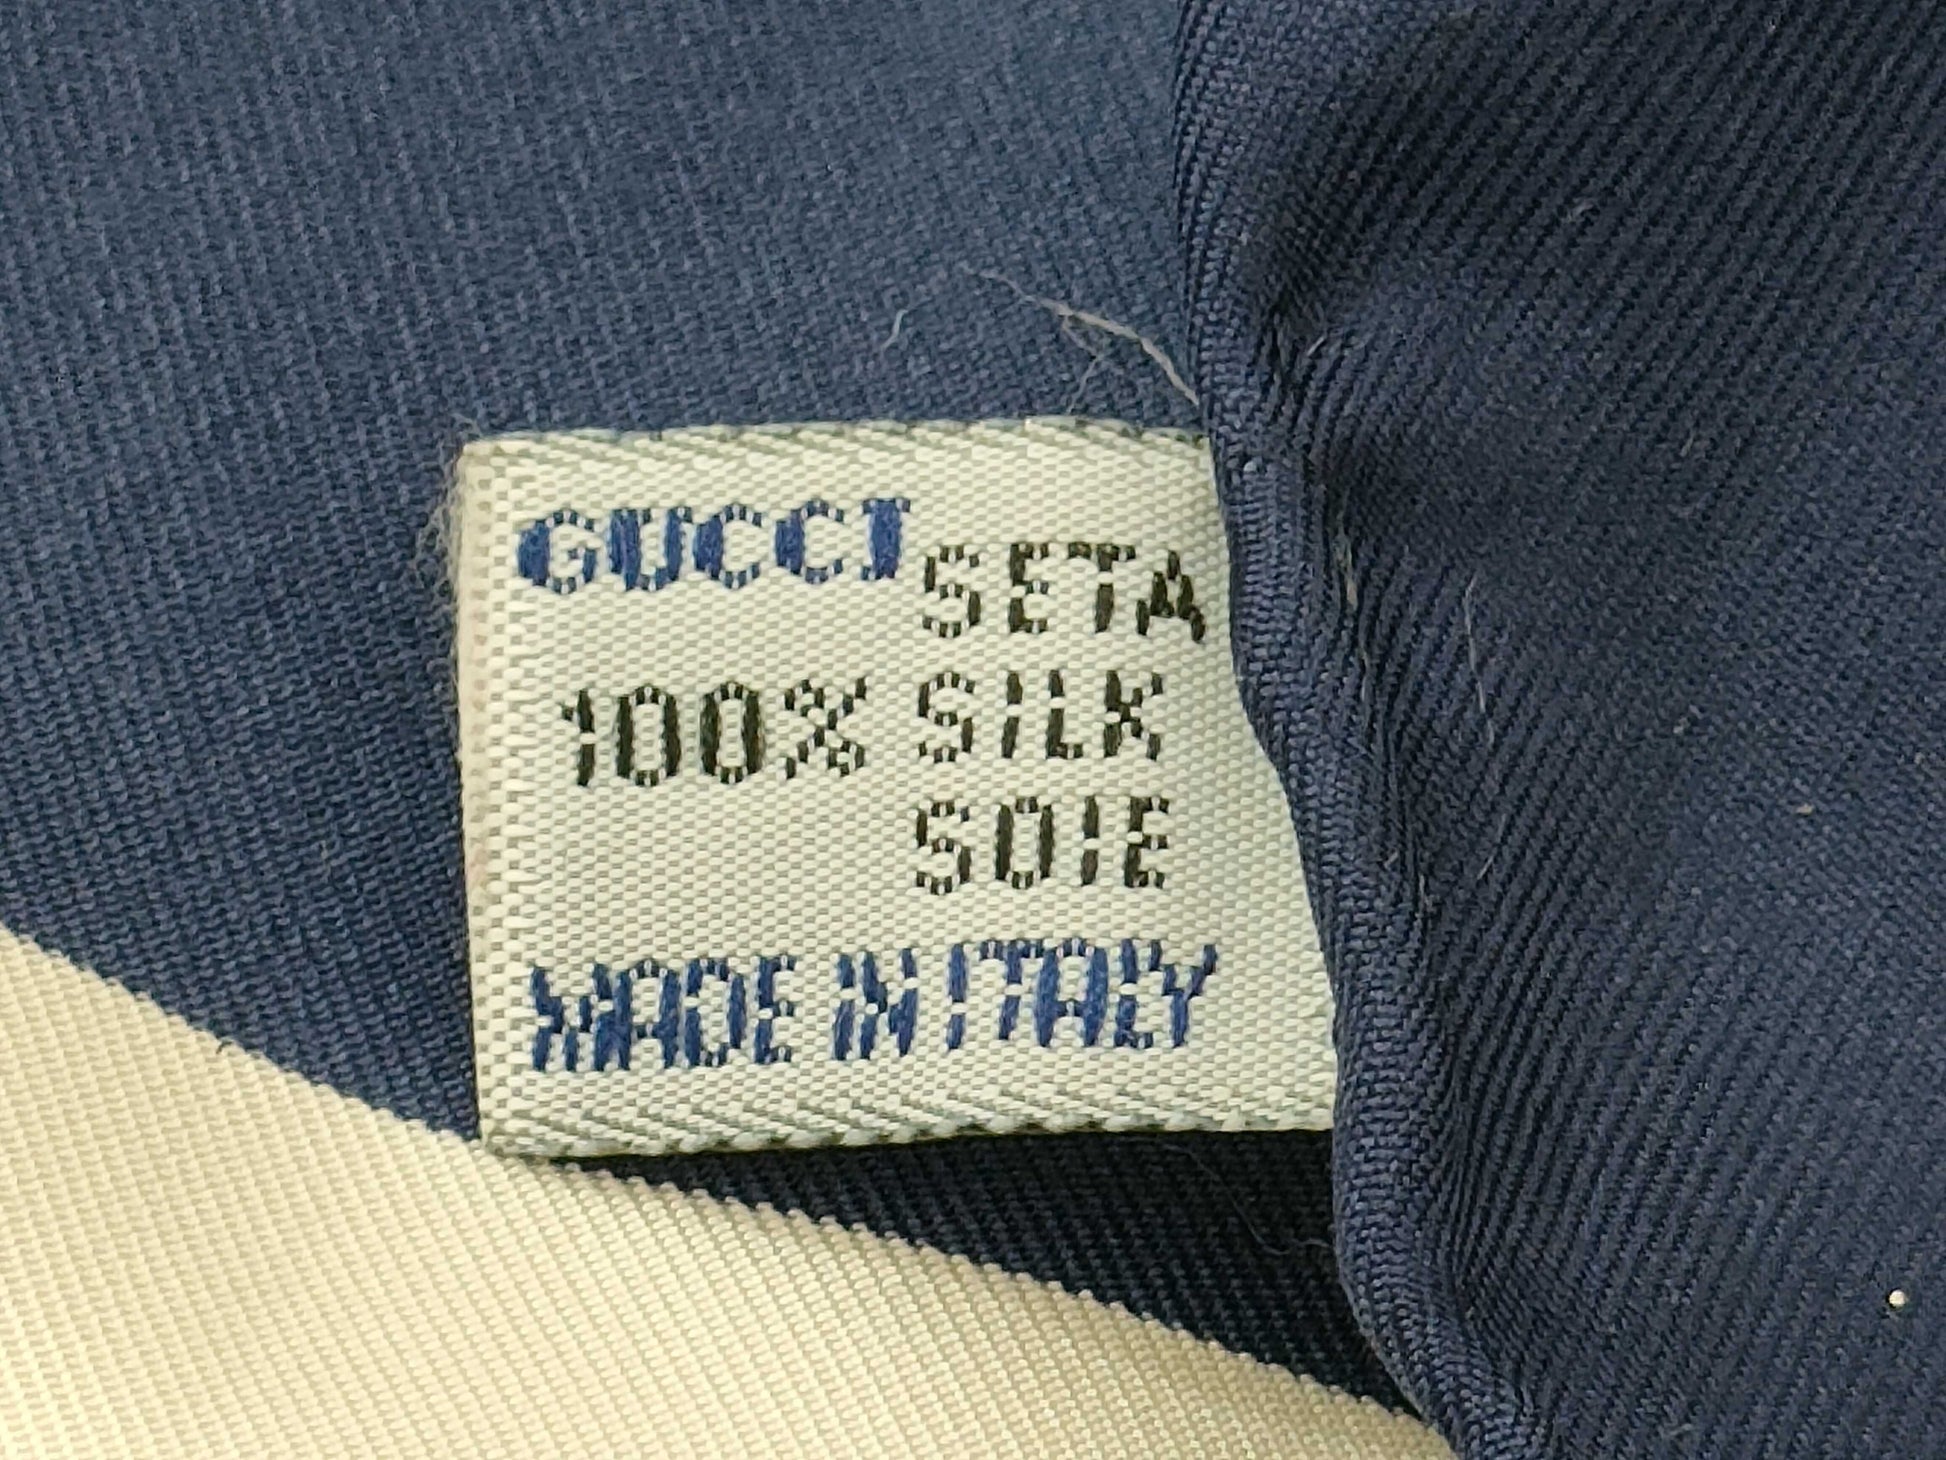 GUCCI
SETA
100% SILK
SOIE
MADE IN ITALY